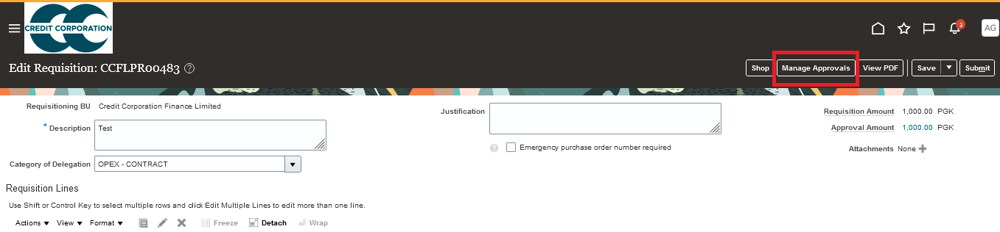 CREDIT CORPORATION
3
AG
Edit Requisition: CCFLPR00483 ?
Shop Manage Approvals View PDF Save Submit
Requisitioning BU Credit Corporation Finance Limited
Justification
Requisition Amount 1,000.00 PGK
* Description Test
Approval Amount 1,000.00 PGK
? Emergency purchase order number required
Attachments None
Category of Delegation OPEX - CONTRACT
Requisition Lines
Use Shift or Control Key to select multiple rows and click Edit Multiple Lines to edit more than one line.
Actions View Format Freeze Detach Wrap